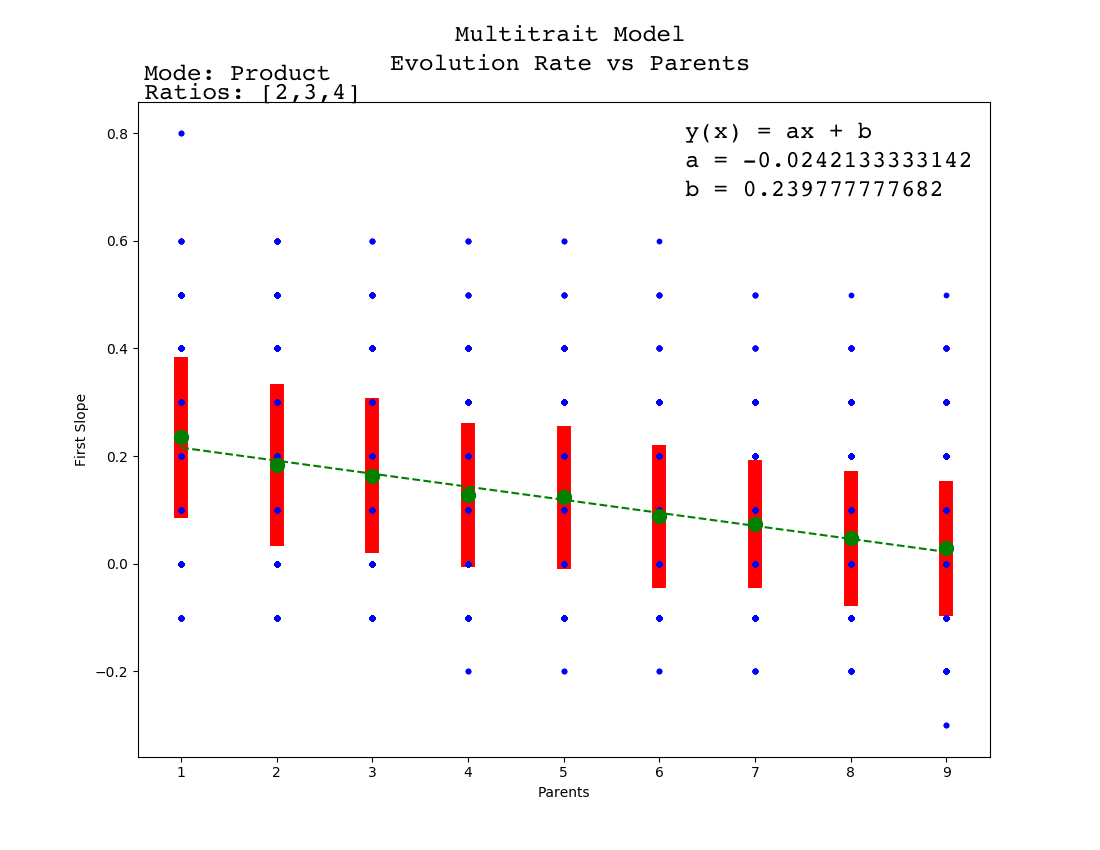 Multitrait Model
Evolution Rate vs Parents
Mode: Product
Ratios: [2,3,4]
y(x) = ax + b
a = -0.0242133333142
b = 0.239777777682
0.8
0.6
0.4
0.2
0.0
−0.2
First Slope
1 2 3 4 5 6 7 8 9
Parents